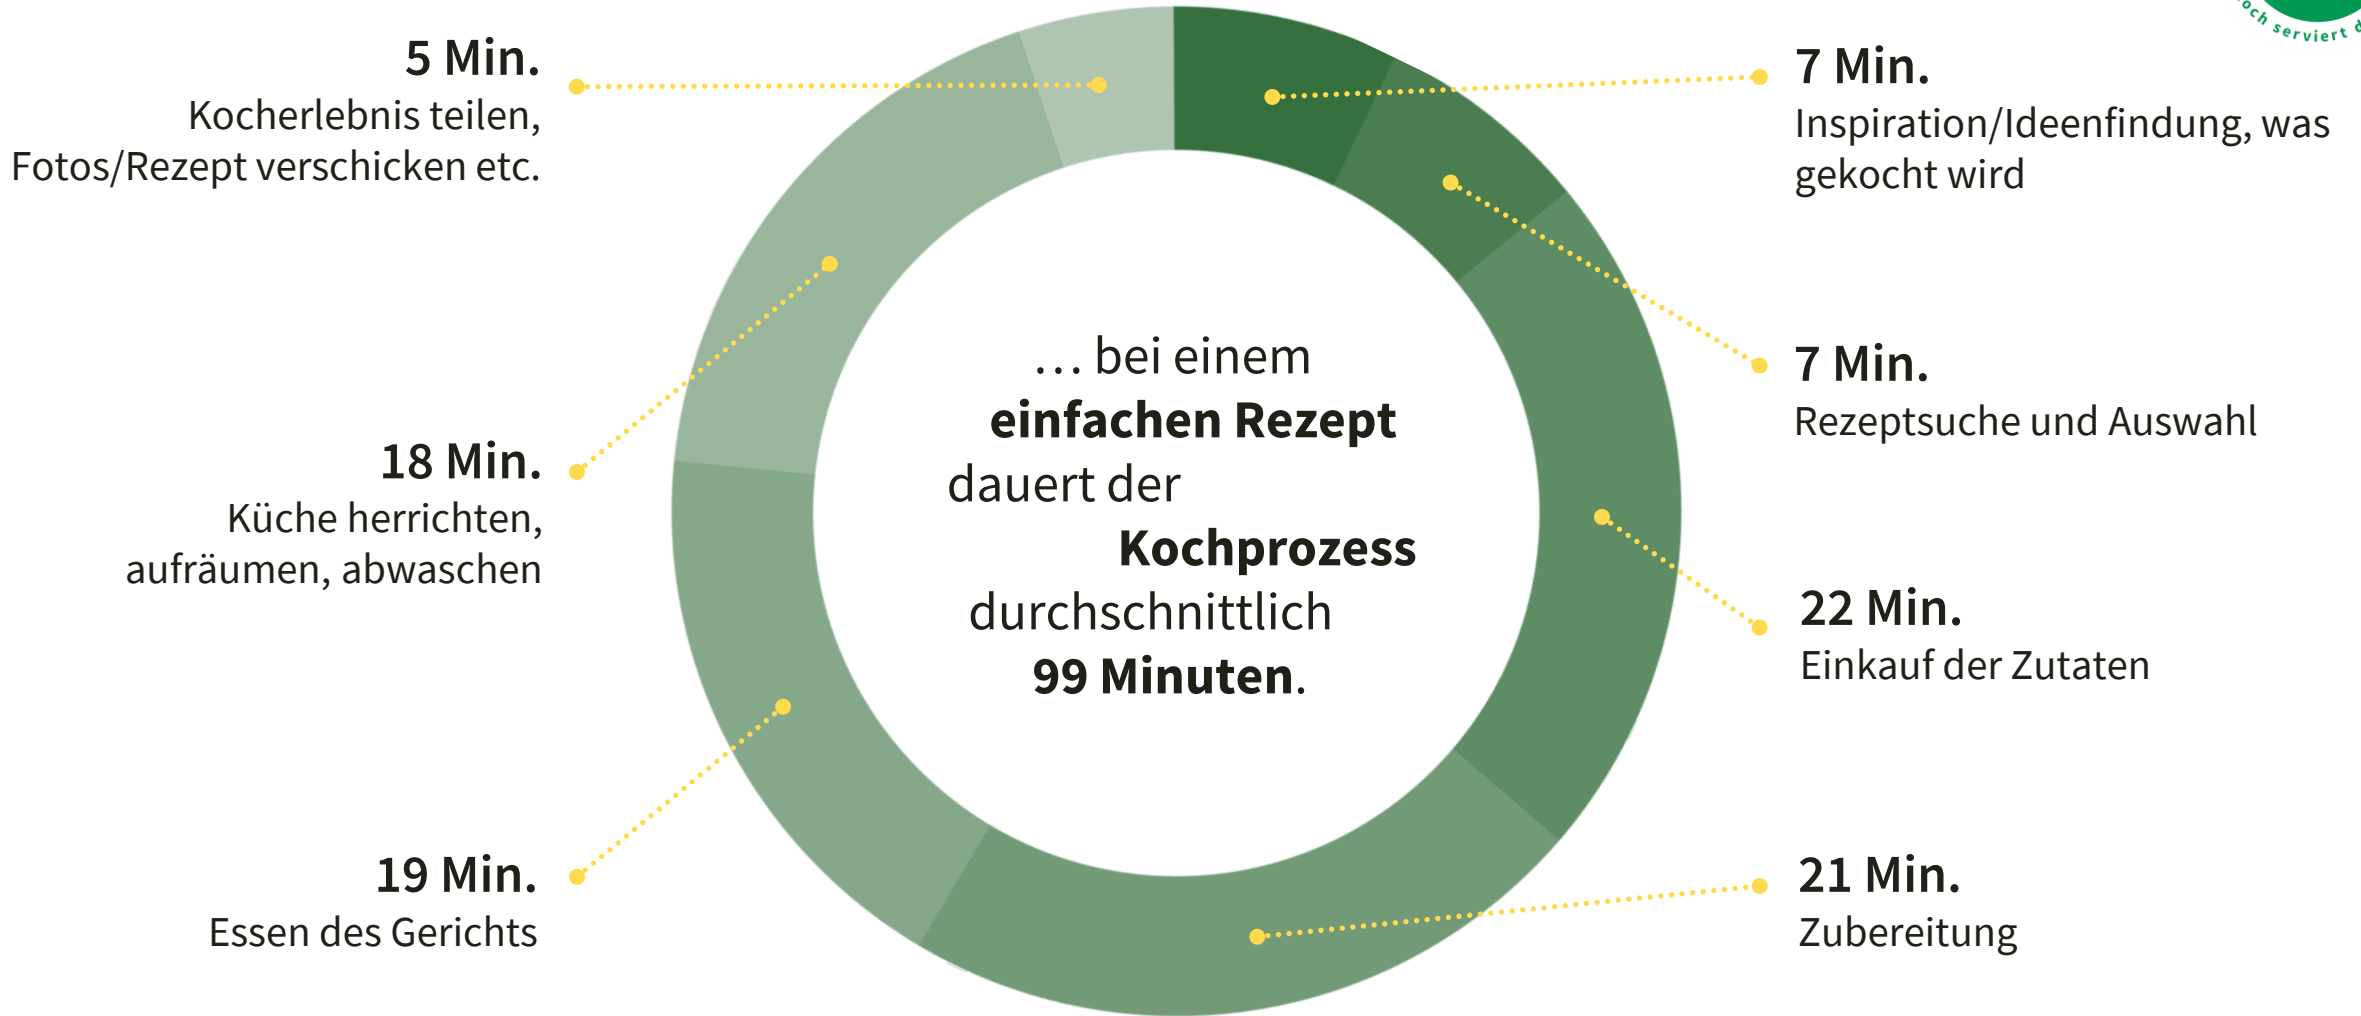 5 Min.
Kocherlebnis teilen,
Fotos/Rezept verschicken etc.
18 Min.
Küche herrichten,
aufräumen, abwaschen
19 Min.
Essen des Gerichts
… bei einem
einfachen Rezept
dauert der
Kochprozess
durchschnittlich
99 Minuten.
7 Min.
Inspiration/Ideenfindung, was
gekocht wird
7 Min.
Rezeptsuche und Auswahl
22 Min.
Einkauf der Zutaten
21 Min.
Zubereitung
serviert